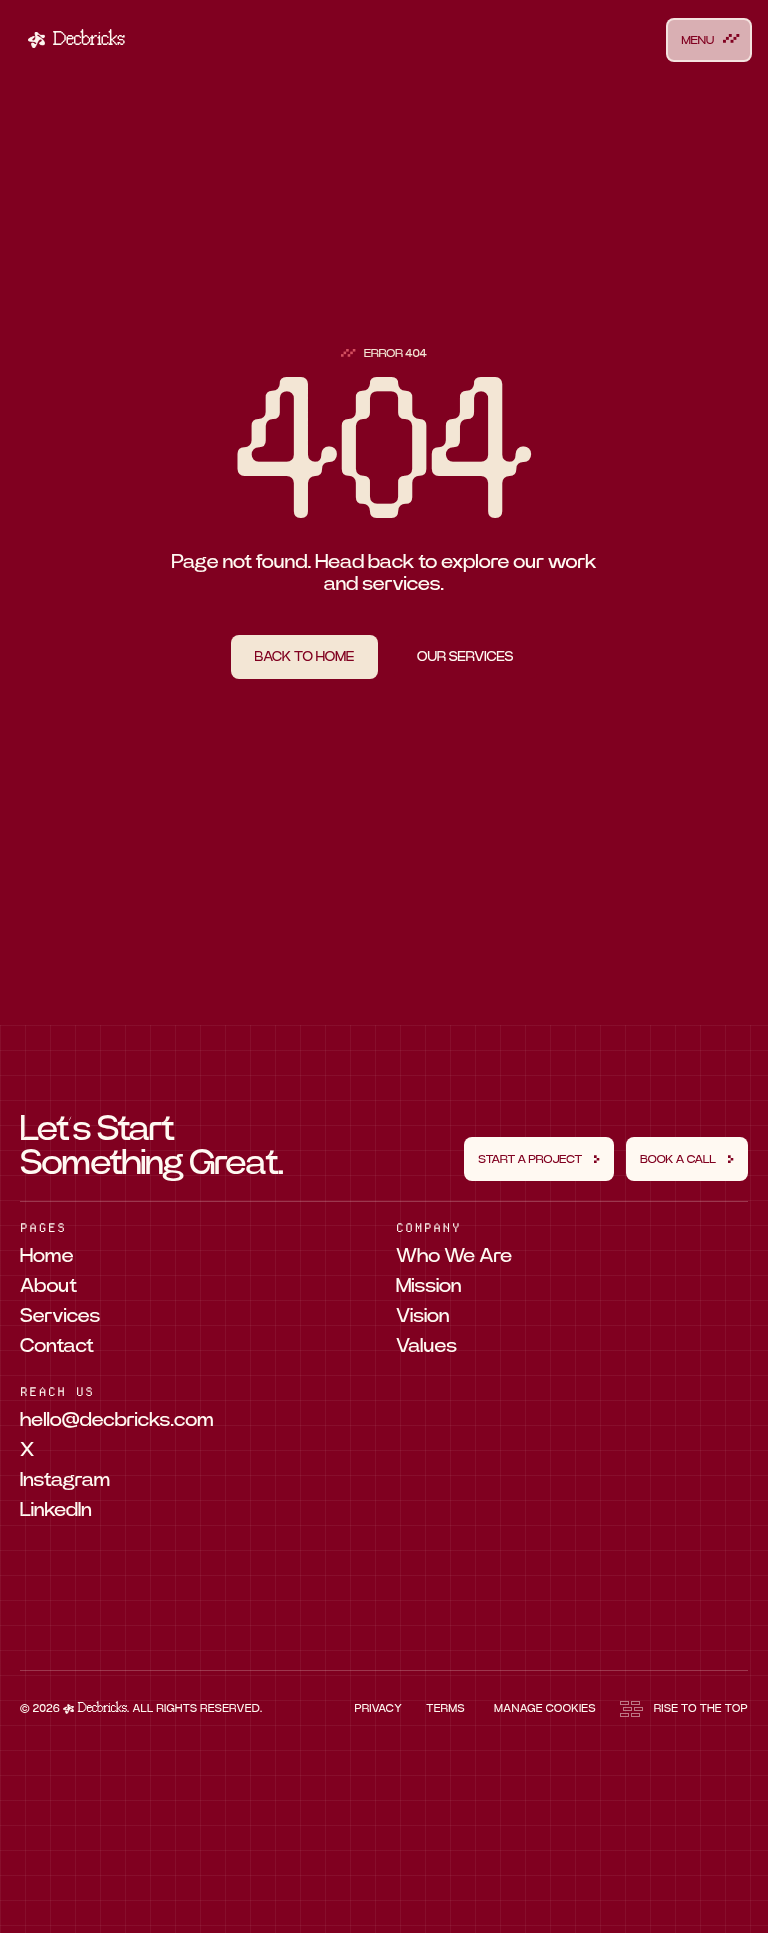 Decbricks
MENU
ERROR 404
404
Page not found. Head back to explore our work
and services.
BACK TO HOME
OUR SERVICES
Let's Start
Something Great.
START A PROJECT
BOOK A CALL
PAGES
Home
About
Services
Contact
COMPANY
Who We Are
Mission
Vision
Values
REACH US
hello@decbricks.com
X
Instagram
LinkedIn
© 2026 Decbricks. ALL RIGHTS RESERVED.
PRIVACY
TERMS
MANAGE COOKIES
RISE TO THE TOP